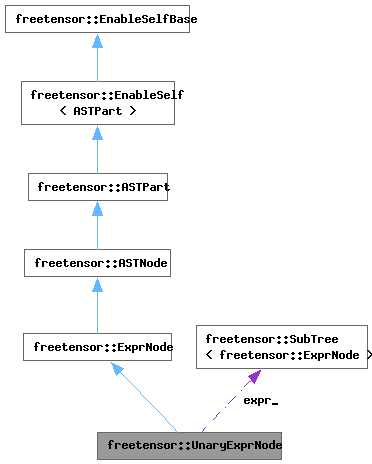 freetensor::EnableSelfBase
freetensor::EnableSelf
< ASTPart >
freetensor::ASTPart
freetensor::ASTNode
freetensor::ExprNode
freetensor::SubTree
< freetensor::ExprNode >
expr_
freetensor::UnaryExprNode